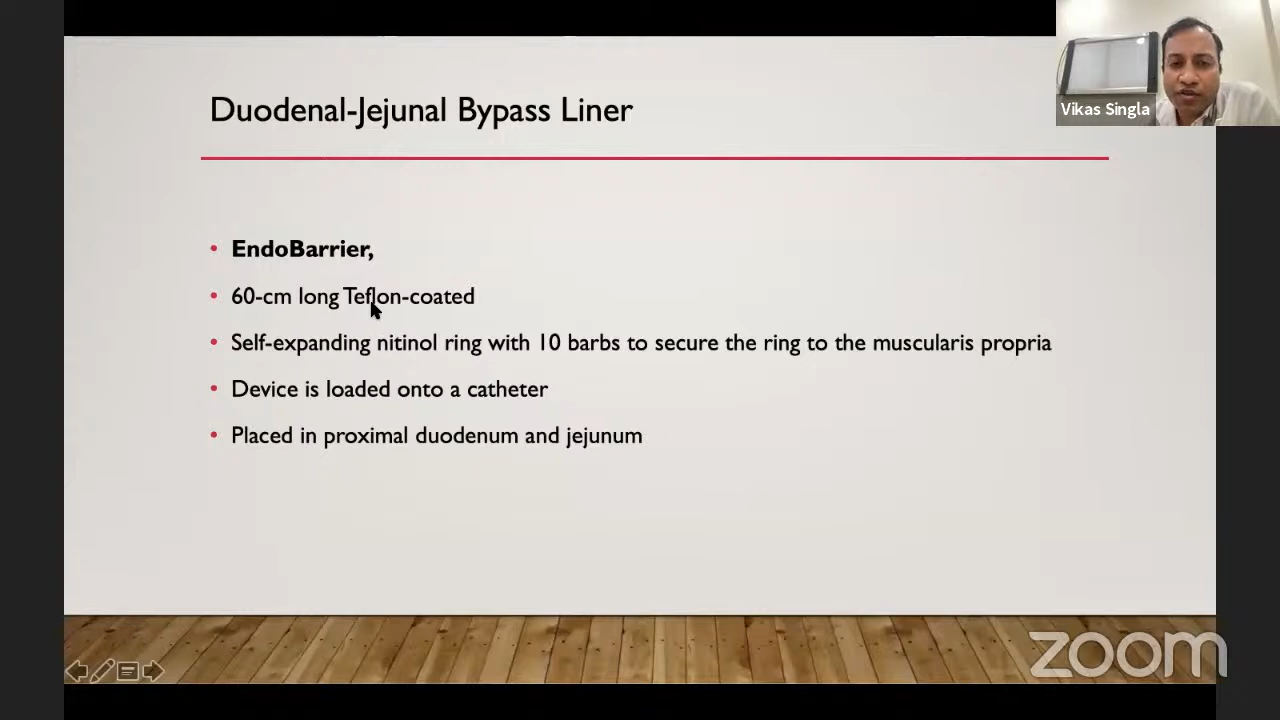 Vikas Singla
Duodenal-Jejunal Bypass Liner
• EndoBarrier,
• 60-cm long Teflon-coated
• Self-expanding nitinol ring with 10 barbs to secure the ring to the muscularis propria
• Device is loaded onto a catheter
• Placed in proximal duodenum and jejunum
zoom